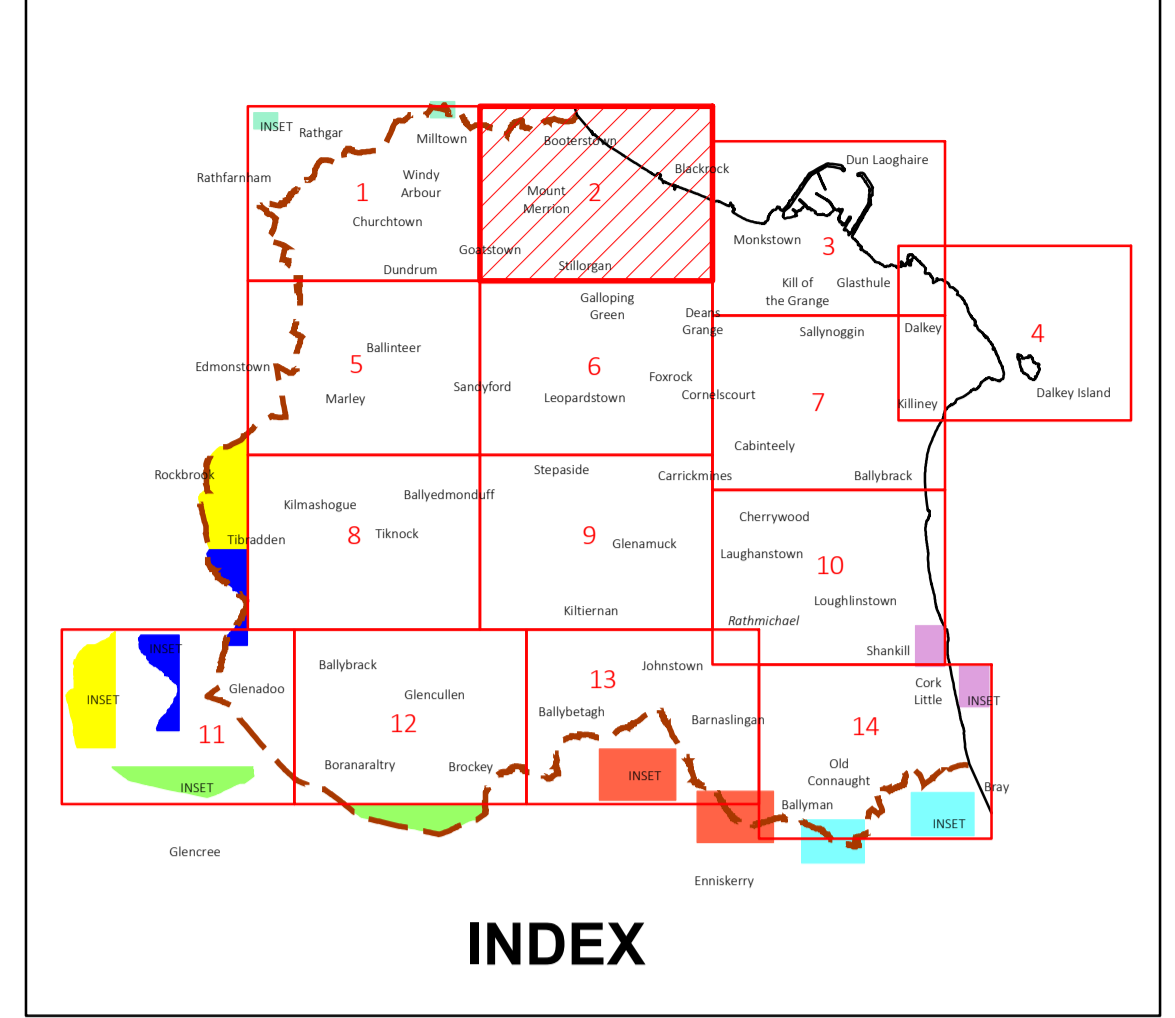 INSET
Rathgar
Milltown
Booterstown
Rathfarnham
Windy
Arbour
1
Churchtown
Goatstown
Dundrum
Mount
Merrion
2
Blackrock
Stillorgan
Dun Laoghaire
Monkstown
3
Kill of
the Grange
Glasthule
4
Dalkey
Dalkey Island
Killiney
Edmonstown
Ballinteer
5
Marley
Sandyford
Galloping
Green
Deans
Grange
6
Foxrock
Leopardstown
Cornelscourt
Sallynoggin
7
Cabinteely
Ballybrack
Rockbrook
Tibradden
Kilmashogue
Ballyedmonduff
8
Tiknock
Stepaside
Carrickmines
9
Glenamuck
Kiltiernan
Cherrywood
Laughanstown
10
Loughlinstown
Rathmichael
Shankill
INSET
INSET
Glenadoo
11
INSET
Ballybrack
Glencullen
12
Boranaraltry
Brockey
Johnstown
13
Ballybetagh
Barnaslingan
INSET
Cork
Little
INSET
14
Old
Connaught
Bray
Ballyman
INSET
Glencree
Enniskerry
INDEX